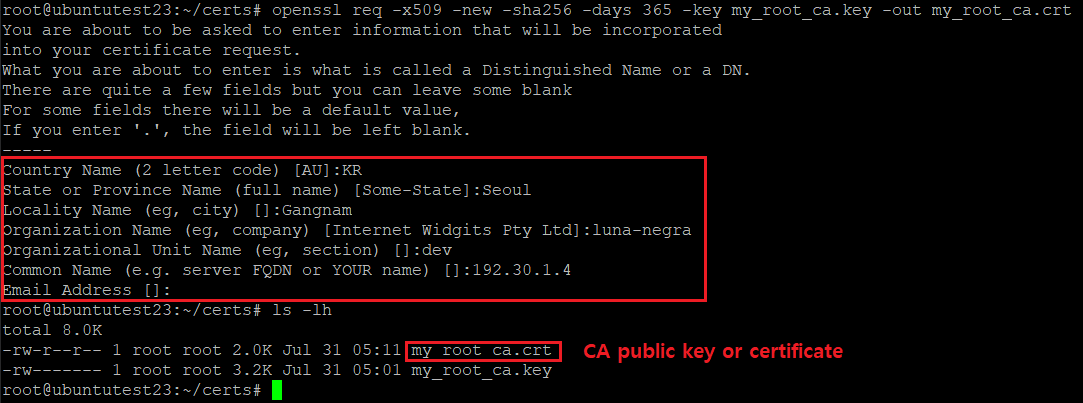 root@ubuntutest23:~/certs# openssl req -x509 -new -sha256 -days 365 -key my_root_ca.key -out my_root_ca.crt
You are about to be asked to enter information that will be incorporated
into your certificate request.
What you are about to enter is what is called a Distinguished Name or a DN.
There are quite a few fields but you can leave some blank
For some fields there will be a default value,
If you enter '.', the field will be left blank.
-----
Country Name (2 letter code) [AU]:KR
State or Province Name (full name) [Some-State]:Seoul
Locality Name (eg, city) []:Gangnam
Organization Name (eg, company) [Internet Widgits Pty Ltd]:luna-negra
Organizational Unit Name (eg, section) []:dev
Common Name (e.g. server FQDN or YOUR name) []:192.30.1.4
Email Address []:
root@ubuntutest23:~/certs# ls -lh
total 8.0K
-rw-r--r-- 1 root root 2.0K Jul 31 05:11 my_root_ca.crt CA public key or certificate
-rw------- 1 root root 3.2K Jul 31 05:01 my_root_ca.key
root@ubuntutest23:~/certs#